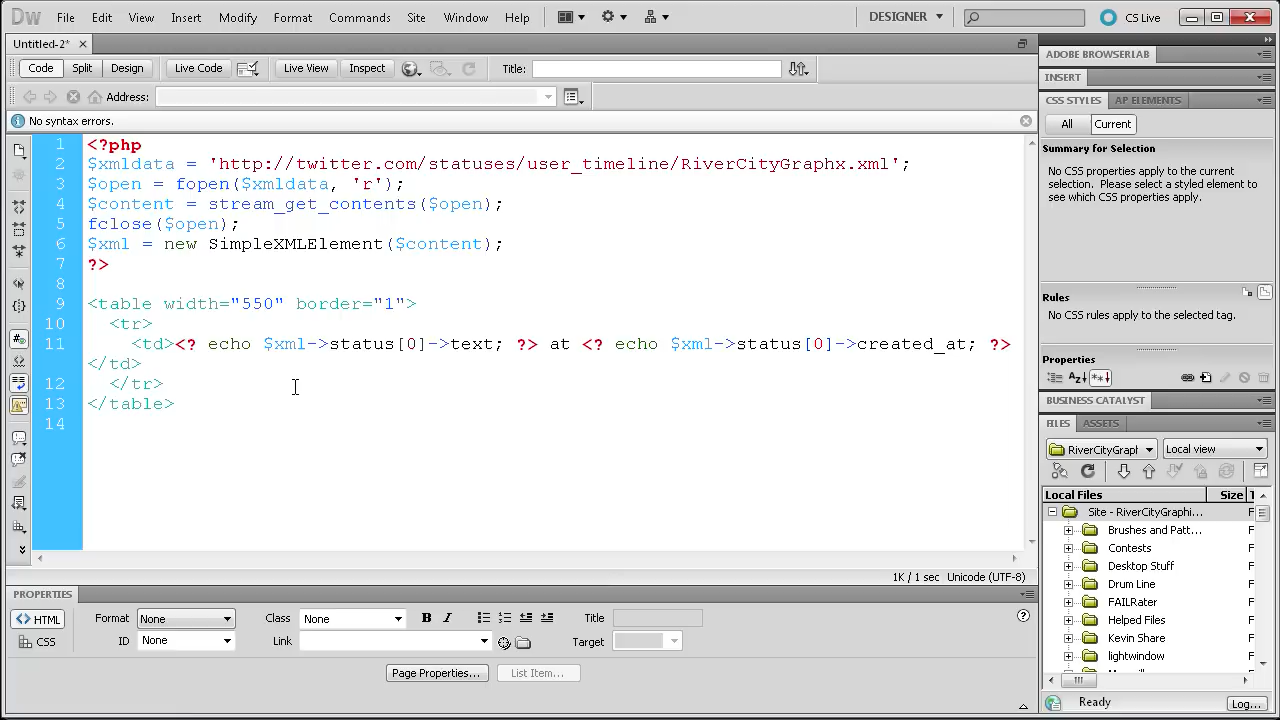 Dw File Edit View Insert Modify Format Commands Site Window Help DESIGNER CS Live
Untitled-2*
Code Split Design Live Code Live View Inspect Title:
Address:
No syntax errors.
1 <?php
2 $xmldata = 'http://twitter.com/statuses/user_timeline/RiverCityGraphx.xml';
3 $open = fopen($xmldata, 'r');
4 $content = stream_get_contents($open);
5 fclose($open);
6 $xml = new SimpleXMLElement($content);
7 ?>
8
9 <table width="550" border="1">
10 <tr>
11 <td><? echo $xml->status[0]->text; ?> at <? echo $xml->status[0]->created_at; ?>
</td>
12 </tr>
13 </table>
14
1K / 1 sec Unicode (UTF-8)
PROPERTIES
<> HTML Format None Class None B I Title
CSS ID None Link Target
Page Properties... List Item...
ADOBE BROWSERLAB
INSERT
CSS STYLES AP ELEMENTS
All Current
Summary for Selection
No CSS properties apply to the current
selection. Please select a styled element to
see which CSS properties apply.
Rules
No CSS rules apply to the selected tag.
Properties
BUSINESS CATALYST
FILES ASSETS
RiverCityGraph Local view
Local Files Size T
Site - RiverCityGraphi... F
Brushes and Patt... F
Contests F
Desktop Stuff F
Drum Line F
FAILRater F
Helped Files F
Kevin Share F
lightwindow F
Ready Log...